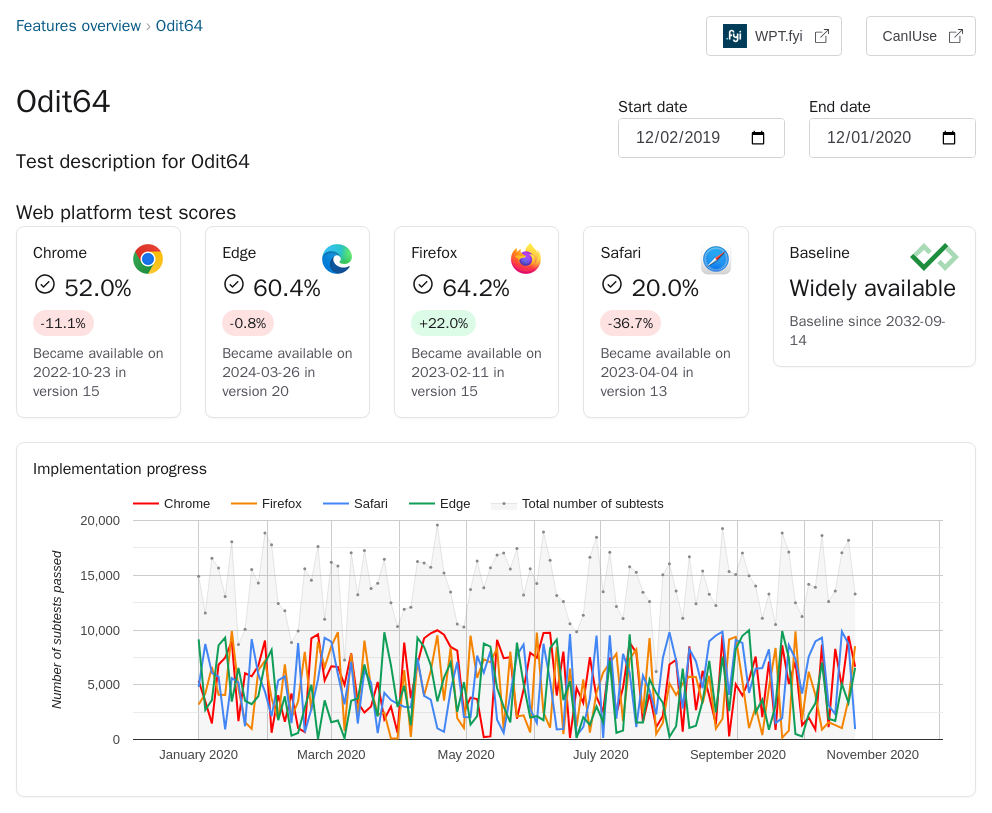 Features overview › Odit64
.fyi WPT.fyi
CanIUse
Odit64
Start date
End date
12/02/2019
12/01/2020
Test description for Odit64
Web platform test scores
Chrome
52.0%
-11.1%
Became available on
2022-10-23 in
version 15
Edge
60.4%
-0.8%
Became available on
2024-03-26 in
version 20
Firefox
64.2%
+22.0%
Became available on
2023-02-11 in
version 15
Safari
20.0%
-36.7%
Became available on
2023-04-04 in
version 13
Baseline
Widely available
Baseline since 2032-09-
14
Implementation progress
Chrome Firefox Safari Edge Total number of subtests
Number of subtests passed
20,000
15,000
10,000
5,000
0
January 2020 March 2020 May 2020 July 2020 September 2020 November 2020